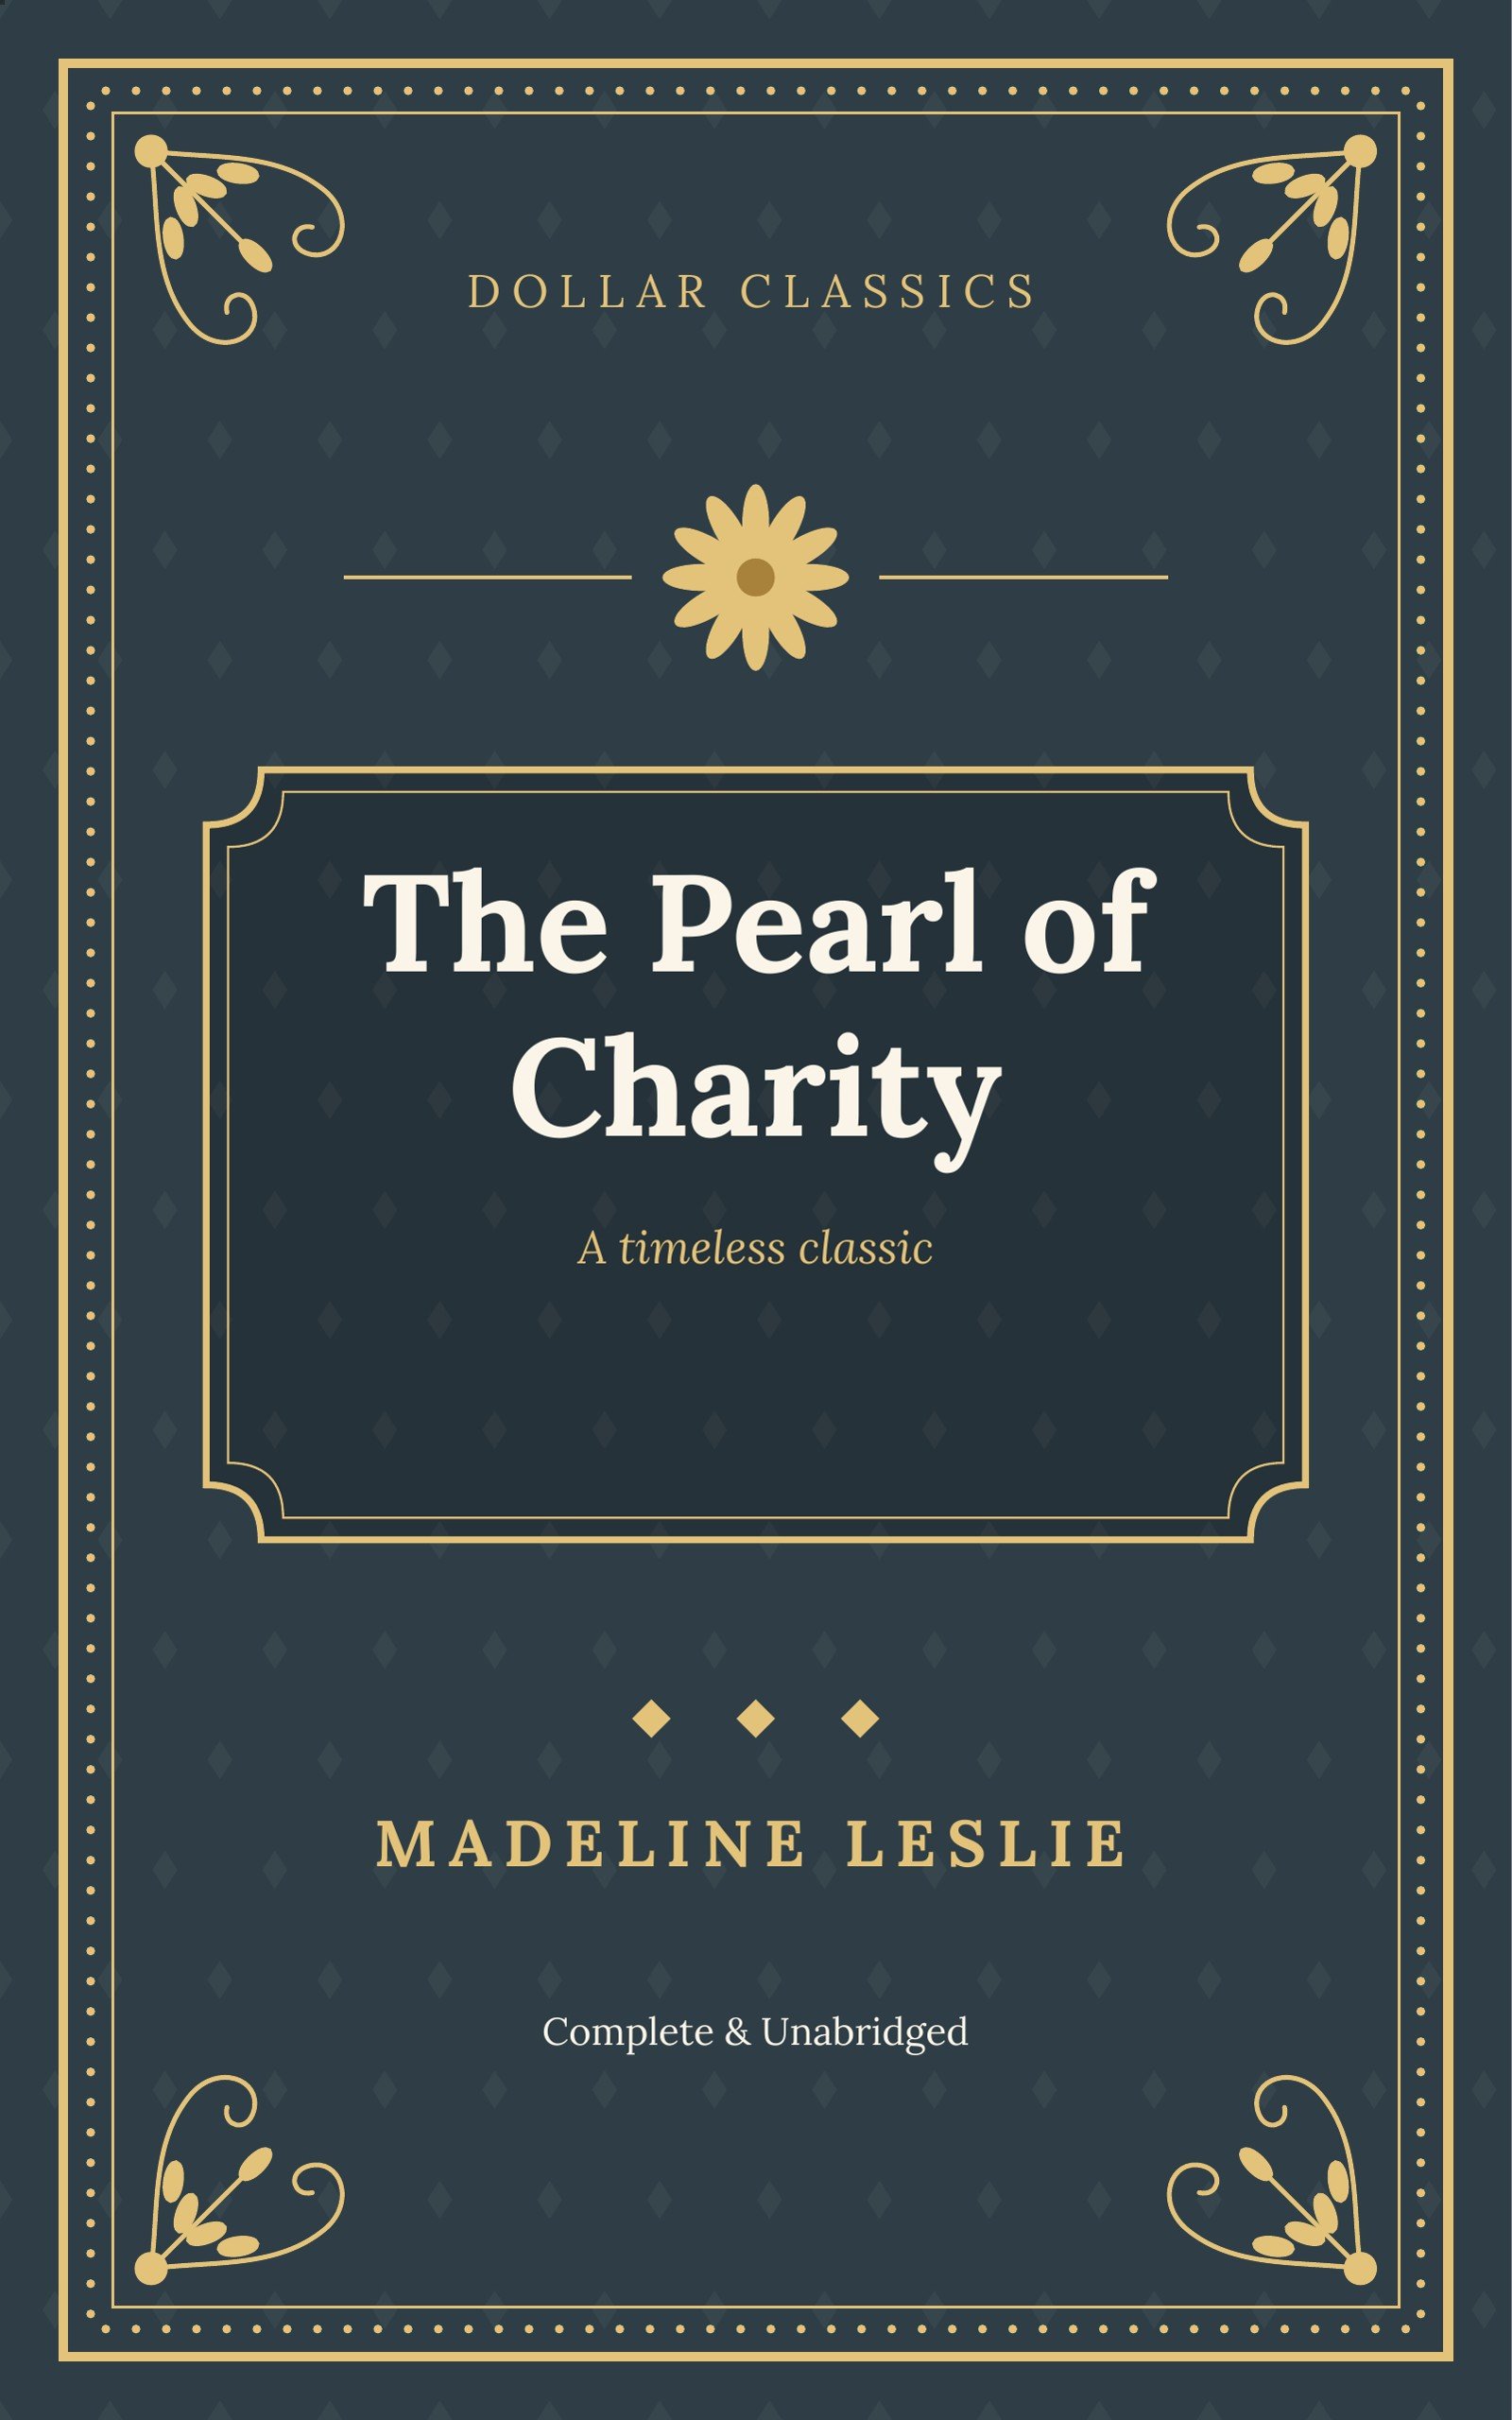 DOLLAR CLASSICS
The Pearl of
Charity
A timeless classic
MADELINE LESLIE
Complete & Unabridged